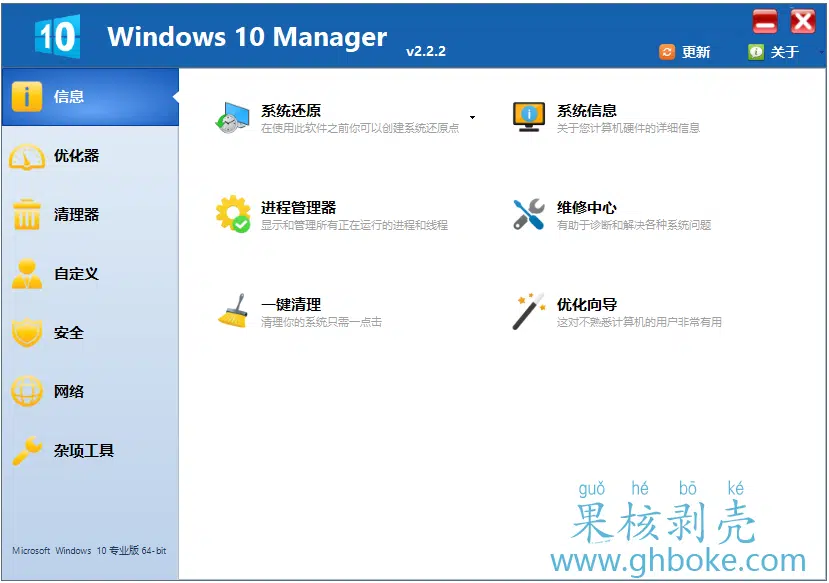 10 Windows 10 Manager v2.2.2
更新 关于
信息
优化器
清理器
自定义
安全
网络
杂项工具
Microsoft Windows 10 专业版 64-bit
系统还原
在使用此软件之前你可以创建系统还原点
系统信息
关于您计算机硬件的详细信息
进程管理器
显示和管理所有正在运行的进程和线程
维修中心
有助于诊断和解决各种系统问题
一键清理
清理你的系统只需一点击
优化向导
这对不熟悉计算机的用户非常有用
guǒ hé bō ké
果核剥壳
www.ghboke.com